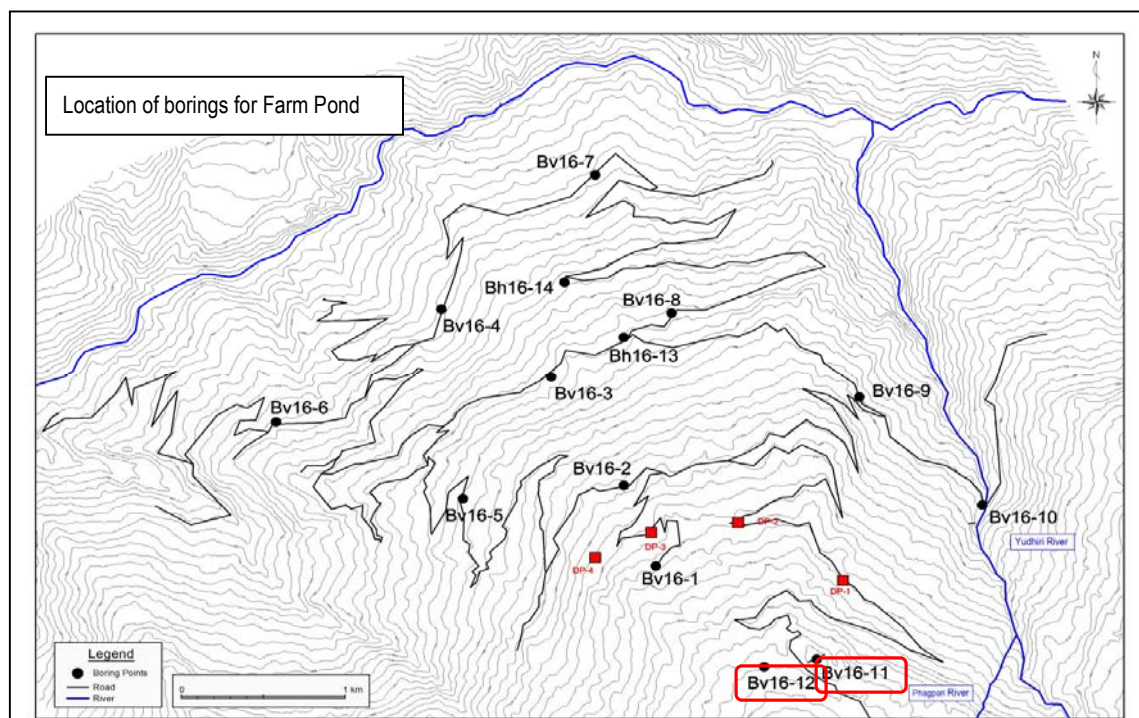 Location of borings for Farm Pond
N
Bv16-7
Bh16-14
Bv16-8
Bv16-4
Bh16-13
Bv16-3
Bv16-9
Bv16-6
Bv16-2
Bv16-5
Bv16-10
DP-2
DP-3
Yudhiri River
DP-4
Bv16-1
DP-1
Legend
Boring Points
Road
River
0 1 km
Bv16-12
Bv16-11
Phagpari River